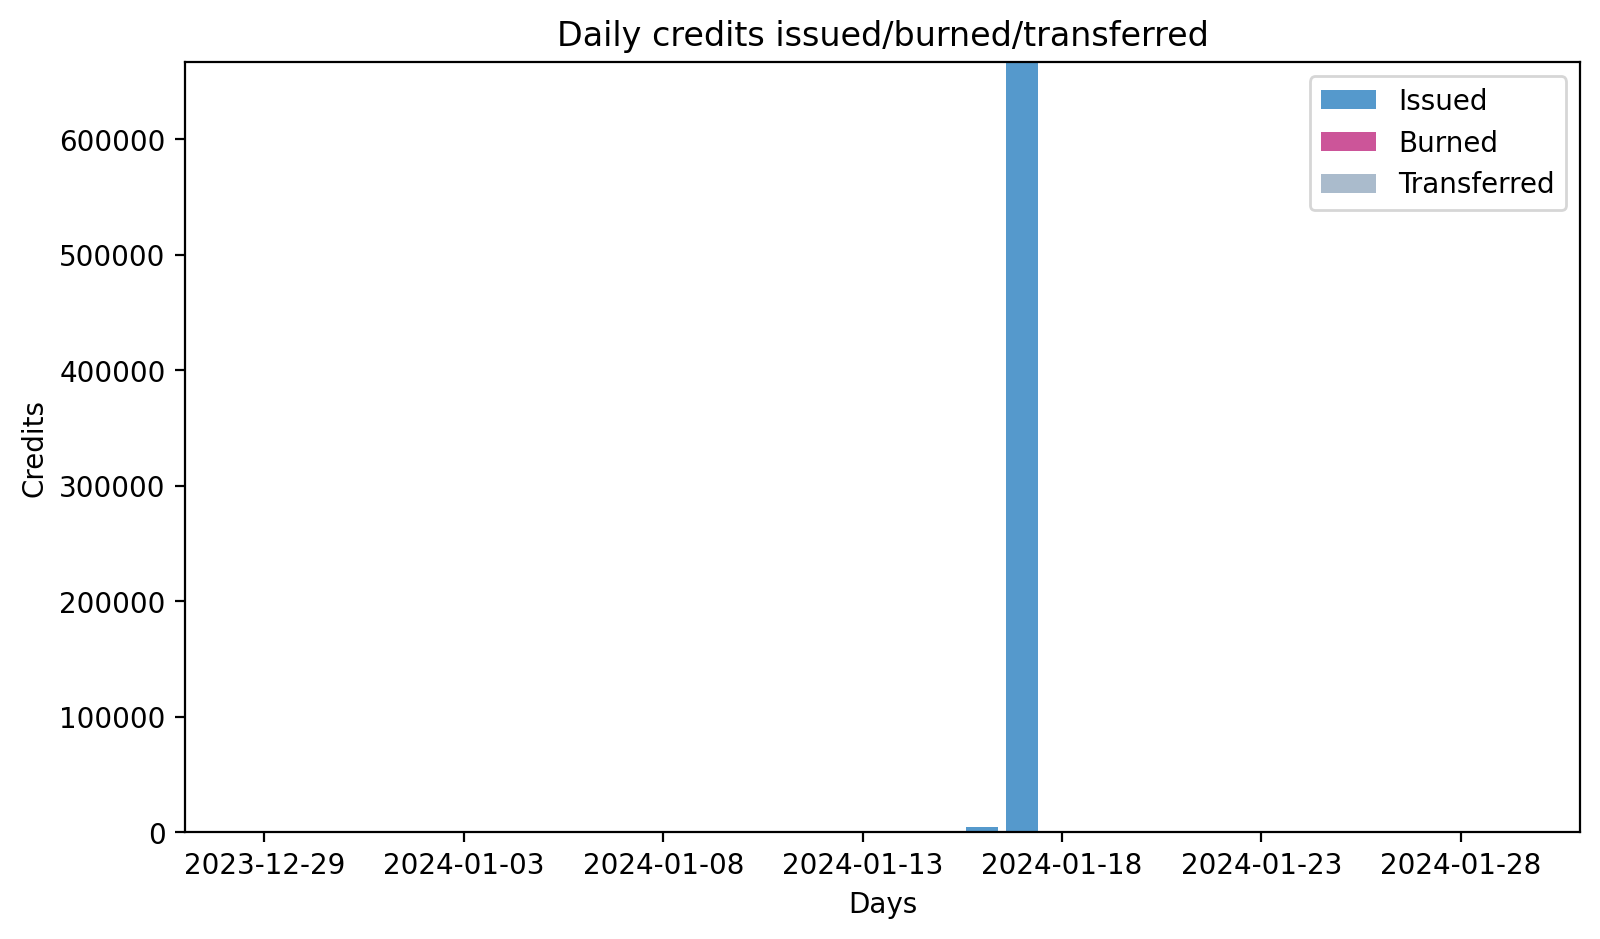 Daily credits issued/burned/transferred
Issued
Burned
Transferred
600000
500000
400000
300000
200000
100000
0
Credits
2023-12-29
2024-01-03
2024-01-08
2024-01-13
2024-01-18
2024-01-23
2024-01-28
Days